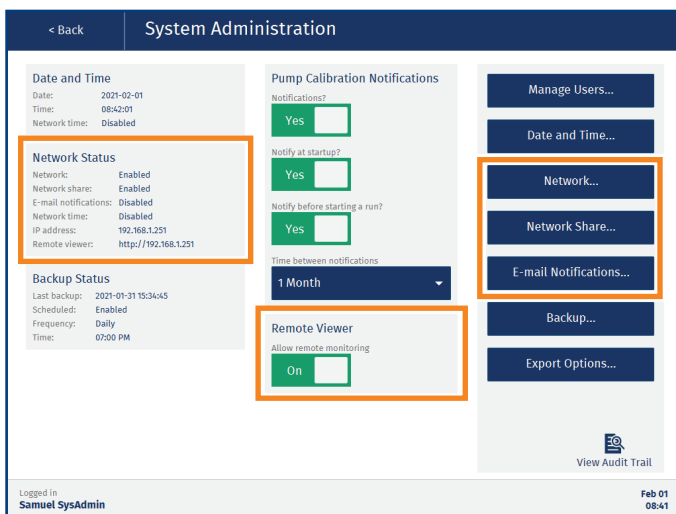 < Back
System Administration
Date and Time
Date: 2021-02-01
Time: 08:42:01
Network time: Disabled
Network Status
Network: Enabled
Network share: Enabled
E-mail notifications: Disabled
Network time: Disabled
IP address: 192.168.1.251
Remote viewer: http://192.168.1.251
Backup Status
Last backup: 2021-01-31 15:34:45
Scheduled: Enabled
Frequency: Daily
Time: 07:00 PM
Pump Calibration Notifications
Notifications?
Yes
Notify at startup?
Yes
Notify before starting a run?
Yes
Time between notifications
1 Month
Remote Viewer
Allow remote monitoring
On
Manage Users...
Date and Time...
Network...
Network Share...
E-mail Notifications...
Backup...
Export Options...
View Audit Trail
Logged in
Samuel SysAdmin
Feb 01
08:41